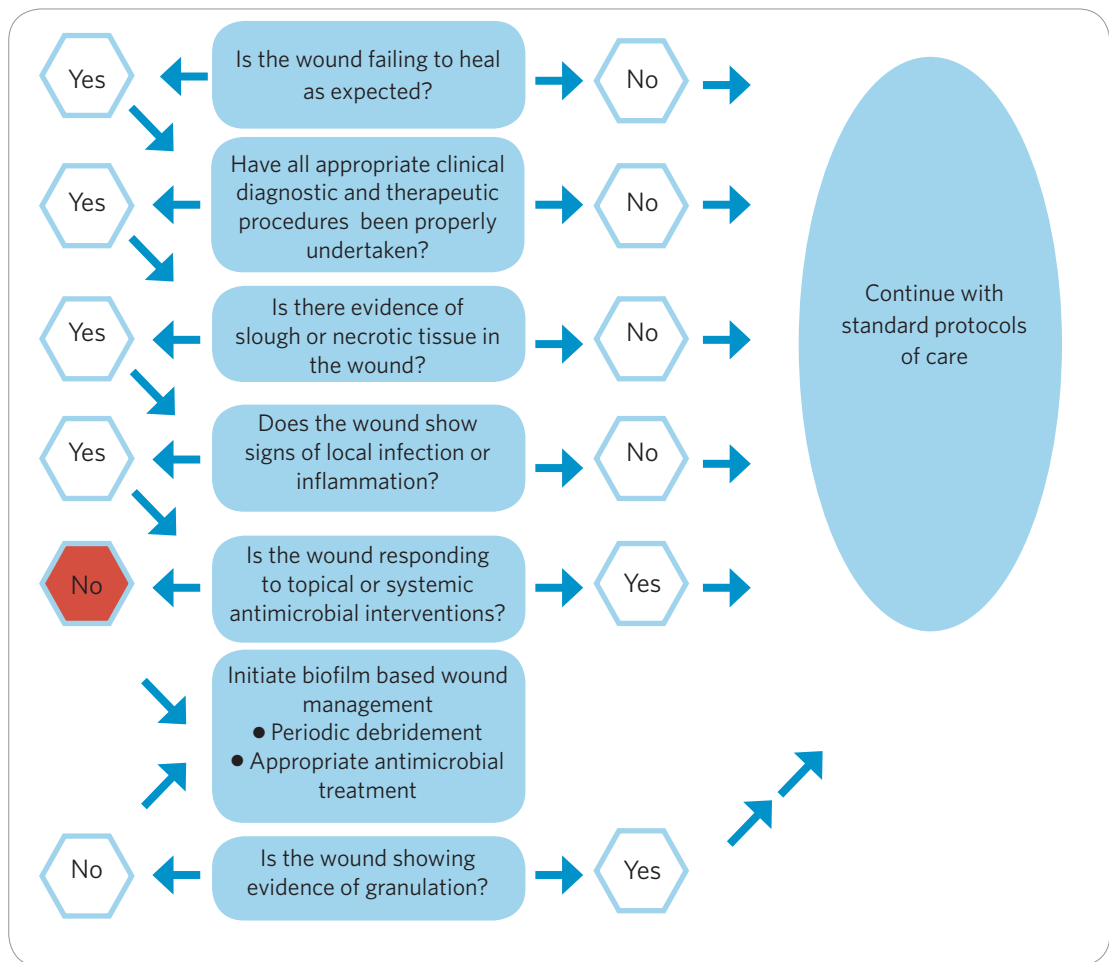 Yes
Is the wound failing to heal
as expected?
No
Yes
Have all appropriate clinical
diagnostic and therapeutic
procedures been properly
undertaken?
No
Yes
Is there evidence of
slough or necrotic tissue in
the wound?
No
Yes
Does the wound show
signs of local infection or
inflammation?
No
No
Is the wound responding
to topical or systemic
antimicrobial interventions?
Yes
Continue with
standard protocols
of care
Initiate biofilm based wound
management
● Periodic debridement
● Appropriate antimicrobial
treatment
No
Is the wound showing
evidence of granulation?
Yes